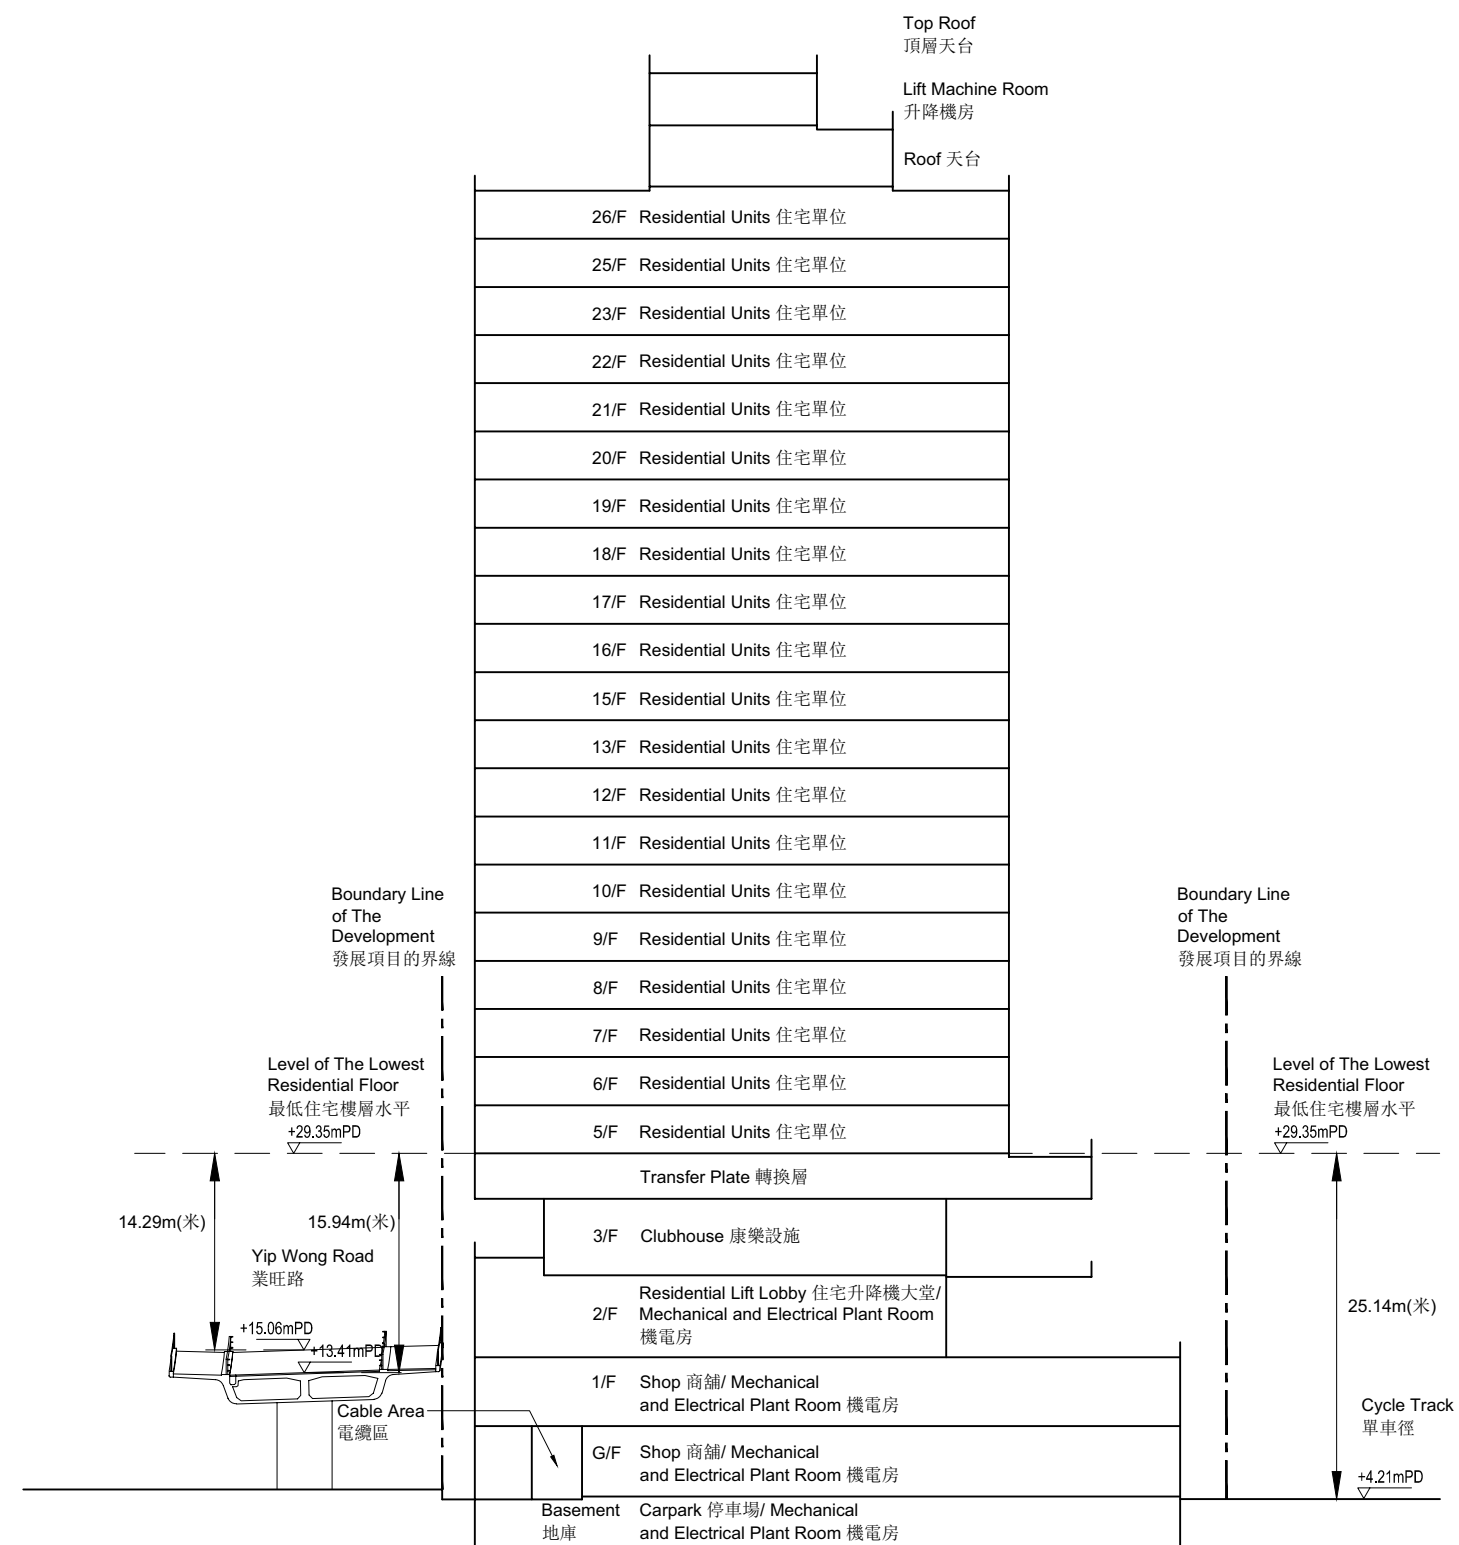 Top Roof
頂層天台
Lift Machine Room
升降機房
Roof 天台
26/F Residential Units 住宅單位
25/F Residential Units 住宅單位
23/F Residential Units 住宅單位
22/F Residential Units 住宅單位
21/F Residential Units 住宅單位
20/F Residential Units 住宅單位
19/F Residential Units 住宅單位
18/F Residential Units 住宅單位
17/F Residential Units 住宅單位
16/F Residential Units 住宅單位
15/F Residential Units 住宅單位
13/F Residential Units 住宅單位
12/F Residential Units 住宅單位
11/F Residential Units 住宅單位
10/F Residential Units 住宅單位
9/F Residential Units 住宅單位
8/F Residential Units 住宅單位
7/F Residential Units 住宅單位
6/F Residential Units 住宅單位
5/F Residential Units 住宅單位
Transfer Plate 轉換層
3/F Clubhouse 康樂設施
Residential Lift Lobby 住宅升降機大堂/
2/F Mechanical and Electrical Plant Room
機電房
1/F Shop 商舖/ Mechanical
and Electrical Plant Room 機電房
G/F Shop 商舖/ Mechanical
and Electrical Plant Room 機電房
Basement Carpark 停車場/ Mechanical
地庫 and Electrical Plant Room 機電房
Boundary Line
of The
Development
發展項目的界線
Level of The Lowest
Residential Floor
最低住宅樓層水平
+29.35mPD
14.29m(米)
15.94m(米)
Yip Wong Road
業旺路
+15.06mPD
+13.41mPD
Cable Area
電纜區
Boundary Line
of The
Development
發展項目的界線
Level of The Lowest
Residential Floor
最低住宅樓層水平
+29.35mPD
25.14m(米)
Cycle Track
單車徑
+4.21mPD